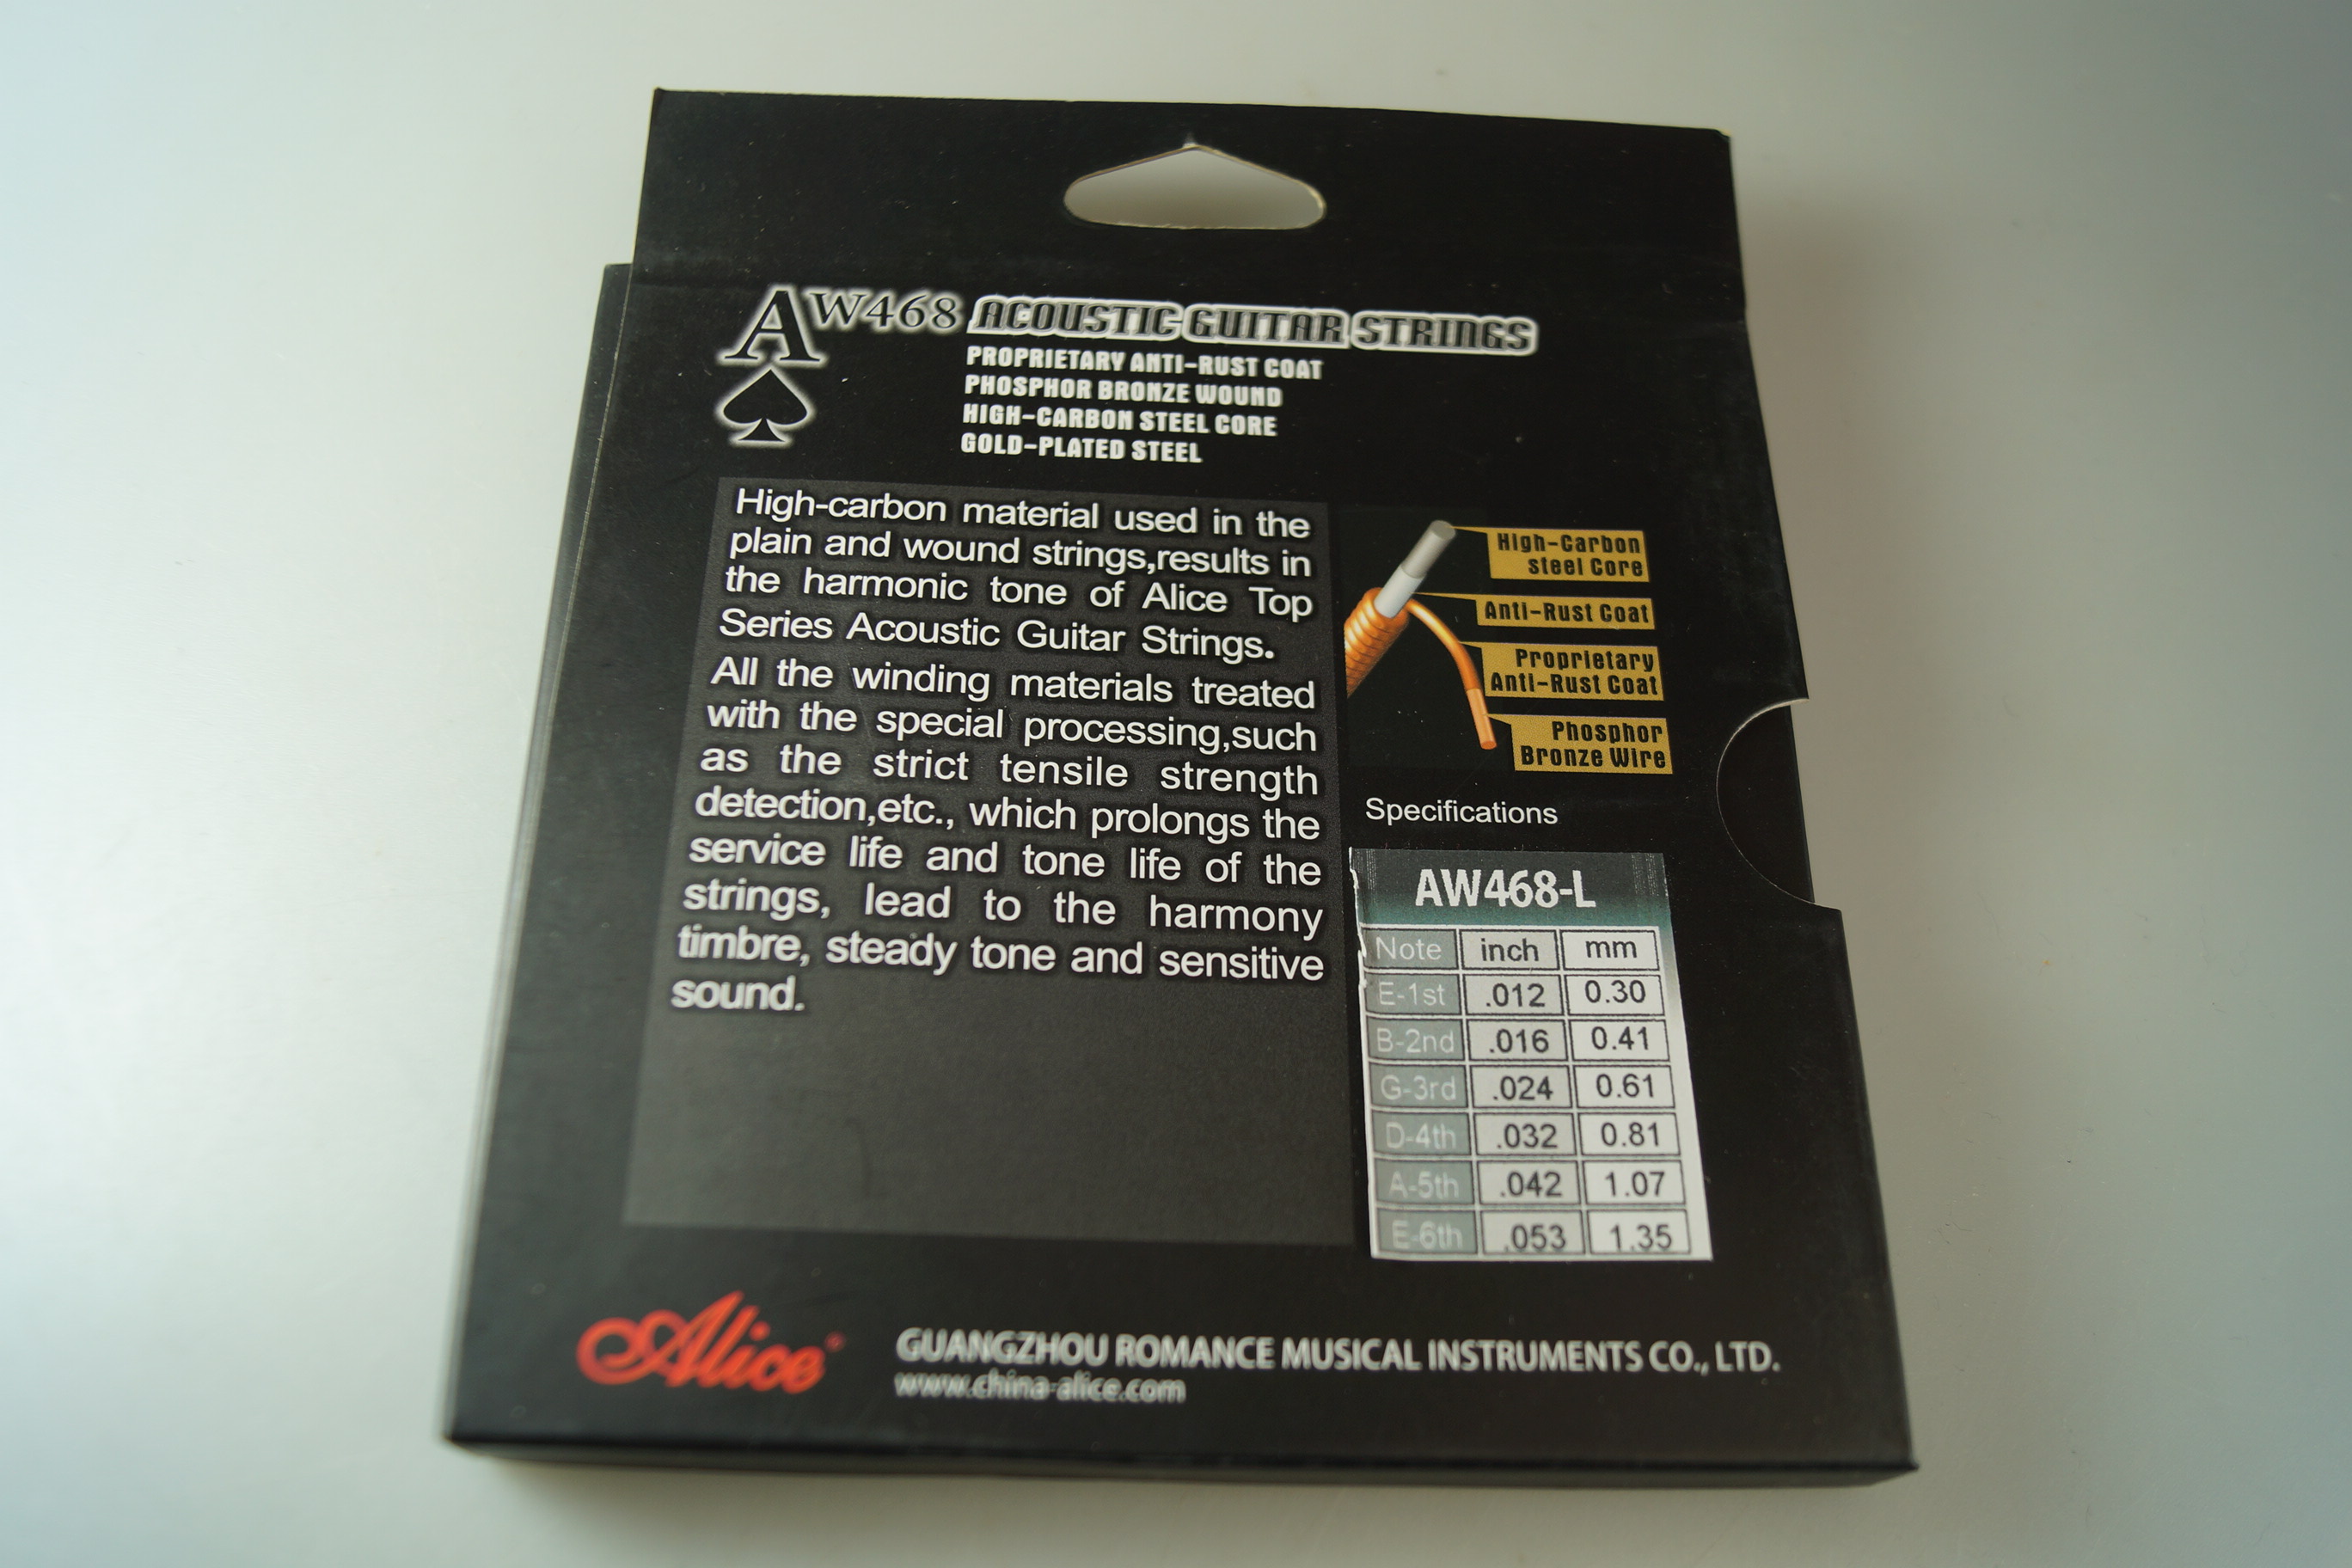 AW468 ACOUSTIC GUITAR STRINGS
PROPRIETARY ANTI-RUST COAT
PHOSPHOR BRONZE WOUND
HIGH-CARBON STEEL CORE
GOLD-PLATED STEEL
High-carbon material used in the
plain and wound strings,results in
the harmonic tone of Alice Top
Series Acoustic Guitar Strings.
All the winding materials treated
with the special processing,such
as the strict tensile strength
detection,etc., which prolongs the
service life and tone life of the
strings, lead to the harmony
timbre, steady tone and sensitive
sound.
High-Carbon
steel Core
Anti-Rust Coat
Proprietary
Anti-Rust Coat
Phosphor
Bronze Wire
Specifications
AW468-L
Note inch mm
E-1st .012 0.30
B-2nd .016 0.41
G-3rd .024 0.61
D-4th .032 0.81
A-5th .042 1.07
E-6th .053 1.35
Alice®
GUANGZHOU ROMANCE MUSICAL INSTRUMENTS CO., LTD.
www.china-alice.com